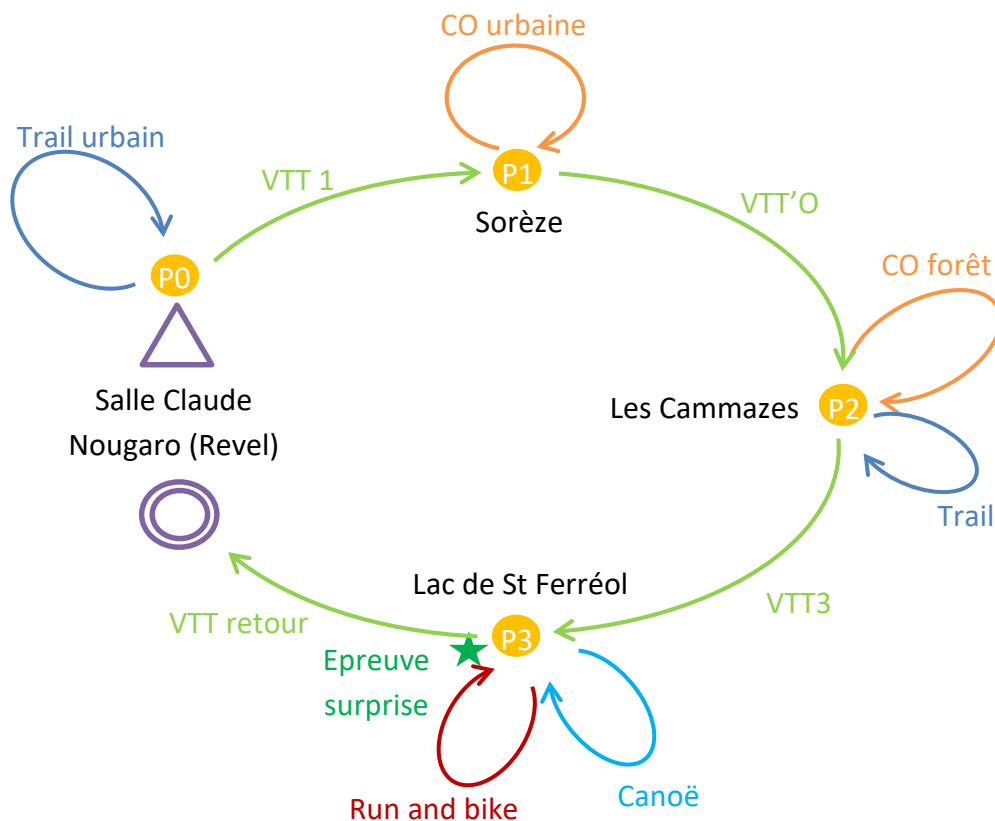 CO urbaine
Trail urbain
VTT 1
P1
VTT’O
Sorèze
CO forêt
P0
Salle Claude
Nougaro (Revel)
Les Cammazes
P2
Trail
Lac de St Ferréol
VTT3
VTT retour
P3
Epreuve
surprise
Canoë
Run and bike